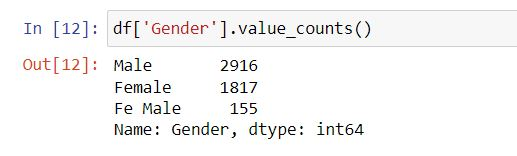 In [12]: df['Gender'].value_counts()
Out[12]: Male 2916
Female 1817
Fe Male 155
Name: Gender, dtype: int64